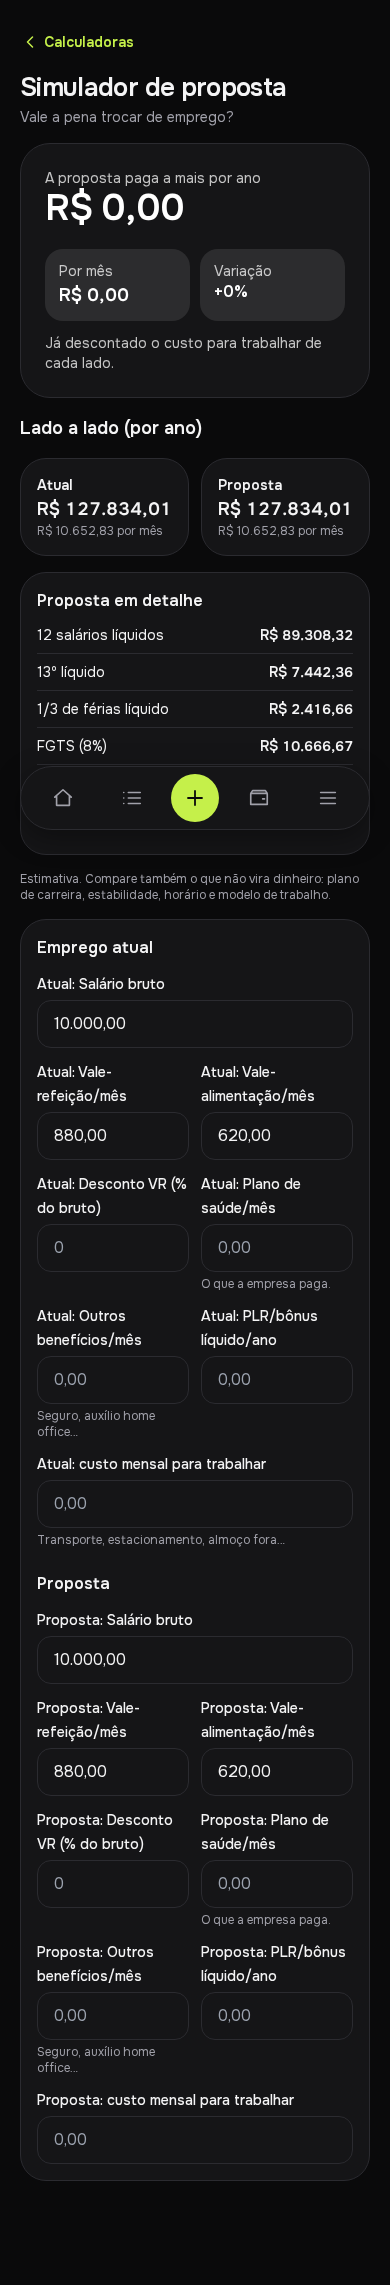 Calculadoras
Simulador de proposta
Vale a pena trocar de emprego?
A proposta paga a mais por ano
R$ 0,00
Por mês
R$ 0,00
Variação
+0%
Já descontado o custo para trabalhar de
cada lado.
Lado a lado (por ano)
Atual
R$ 127.834,01
R$ 10.652,83 por mês
Proposta
R$ 127.834,01
R$ 10.652,83 por mês
Proposta em detalhe
12 salários líquidos R$ 89.308,32
13º líquido R$ 7.442,36
1/3 de férias líquido R$ 2.416,66
FGTS (8%) R$ 10.666,67
Estimativa. Compare também o que não vira dinheiro: plano
de carreira, estabilidade, horário e modelo de trabalho.
Emprego atual
Atual: Salário bruto
10.000,00
Atual: Vale-
refeição/mês
880,00
Atual: Vale-
alimentação/mês
620,00
Atual: Desconto VR (%
do bruto)
0
Atual: Plano de
saúde/mês
0,00
O que a empresa paga.
Atual: Outros
benefícios/mês
0,00
Seguro, auxílio home
office...
Atual: PLR/bônus
líquido/ano
0,00
Atual: custo mensal para trabalhar
0,00
Transporte, estacionamento, almoço fora...
Proposta
Proposta: Salário bruto
10.000,00
Proposta: Vale-
refeição/mês
880,00
Proposta: Vale-
alimentação/mês
620,00
Proposta: Desconto
VR (% do bruto)
0
Proposta: Plano de
saúde/mês
0,00
O que a empresa paga.
Proposta: Outros
benefícios/mês
0,00
Seguro, auxílio home
office...
Proposta: PLR/bônus
líquido/ano
0,00
Proposta: custo mensal para trabalhar
0,00